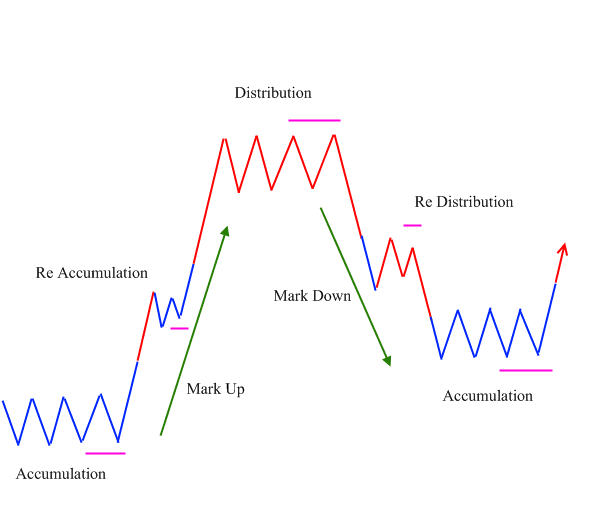 Distribution
Re Distribution
Re Accumulation
Mark Down
Mark Up
Accumulation
Accumulation